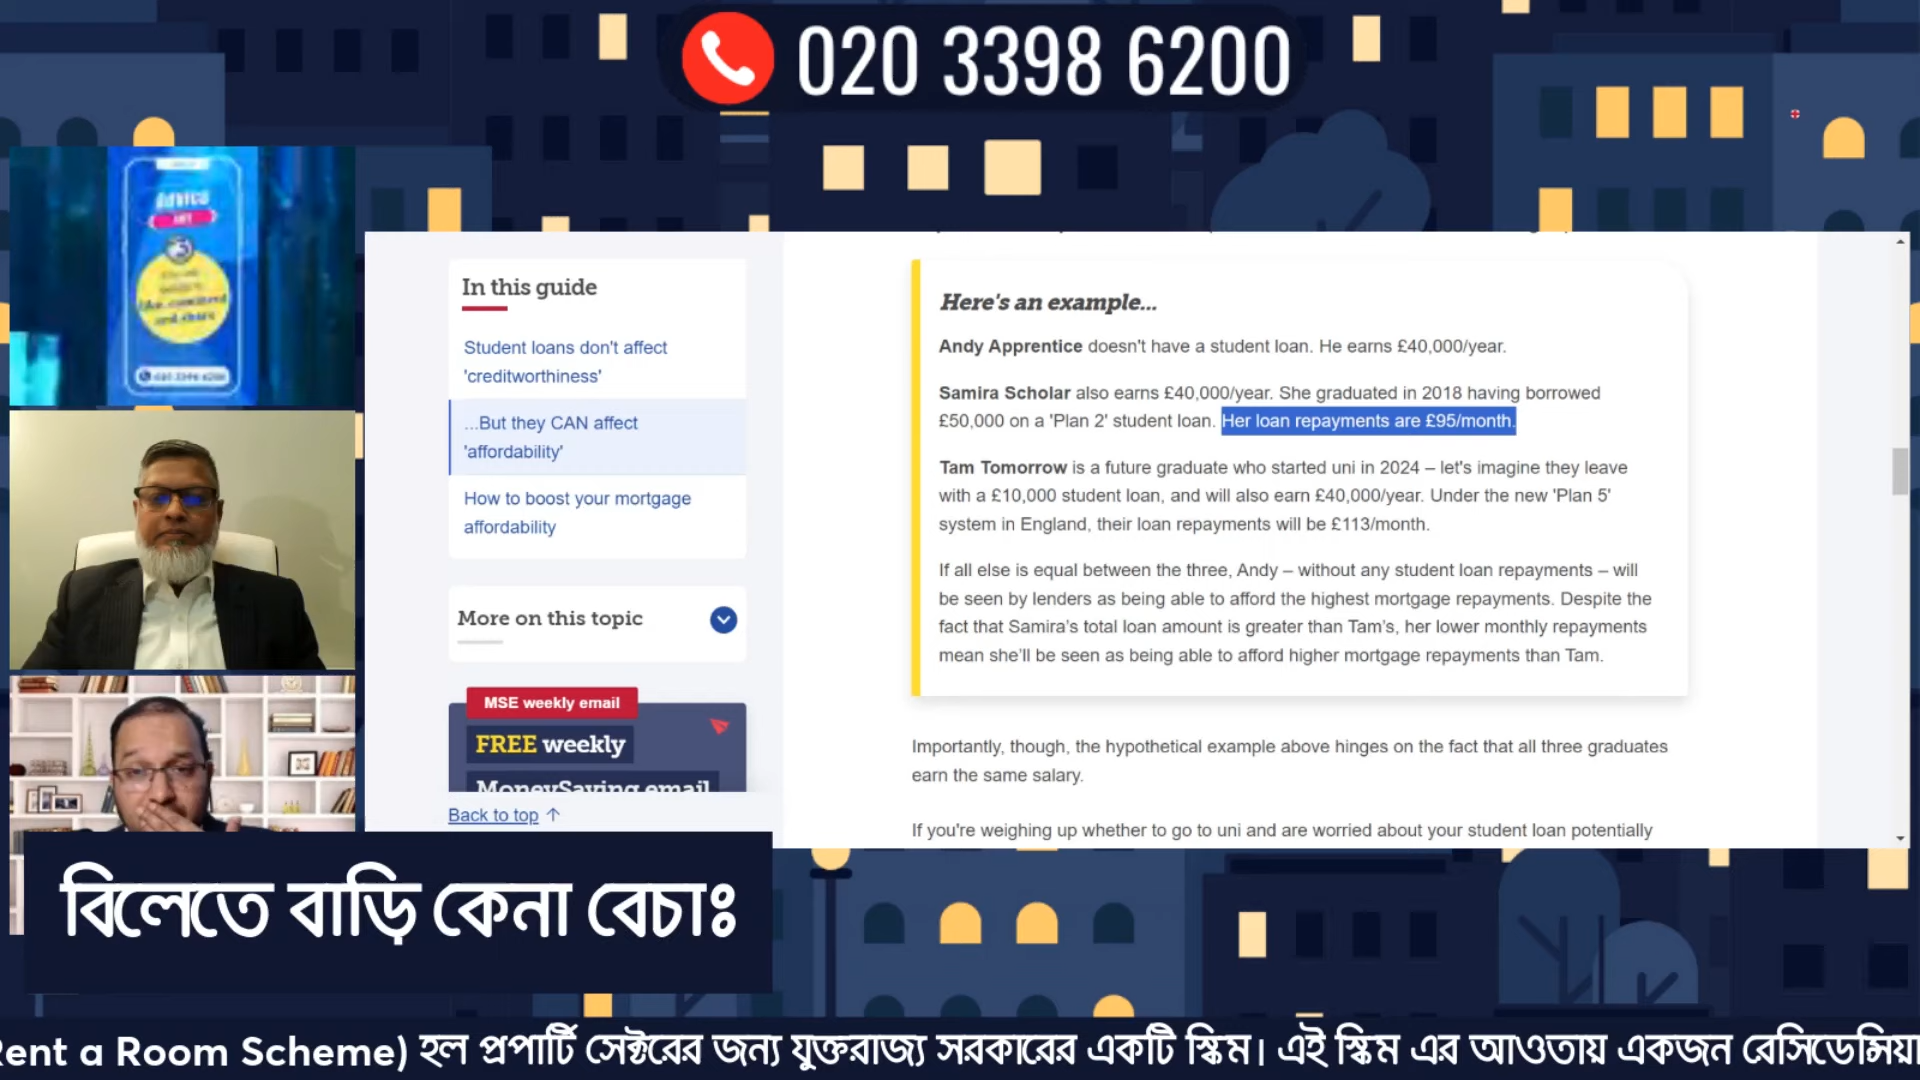 020 3398 6200
Advice
like, comment
and share
020 3398 6200
In this guide
Student loans don't affect
'creditworthiness'
...But they CAN affect
'affordability'
How to boost your mortgage
affordability
More on this topic
MSE weekly email
FREE weekly
MoneySaving email
Back to top ↑
Here's an example...
Andy Apprentice doesn't have a student loan. He earns £40,000/year.
Samira Scholar also earns £40,000/year. She graduated in 2018 having borrowed
£50,000 on a 'Plan 2' student loan. Her loan repayments are £95/month.
Tam Tomorrow is a future graduate who started uni in 2024 – let's imagine they leave
with a £10,000 student loan, and will also earn £40,000/year. Under the new 'Plan 5'
system in England, their loan repayments will be £113/month.
If all else is equal between the three, Andy – without any student loan repayments – will
be seen by lenders as being able to afford the highest mortgage repayments. Despite the
fact that Samira's total loan amount is greater than Tam's, her lower monthly repayments
mean she'll be seen as being able to afford higher mortgage repayments than Tam.
Importantly, though, the hypothetical example above hinges on the fact that all three graduates
earn the same salary.
If you're weighing up whether to go to uni and are worried about your student loan potentially
বিলেতে বাড়ি কেনা বেচাঃ
Rent a Room Scheme) হল প্রপার্টি সেক্টরের জন্য যুক্তরাজ্য সরকারের একটি স্কিম। এই স্কিম এর আওতায় একজন রেসিডেন্সিয়া